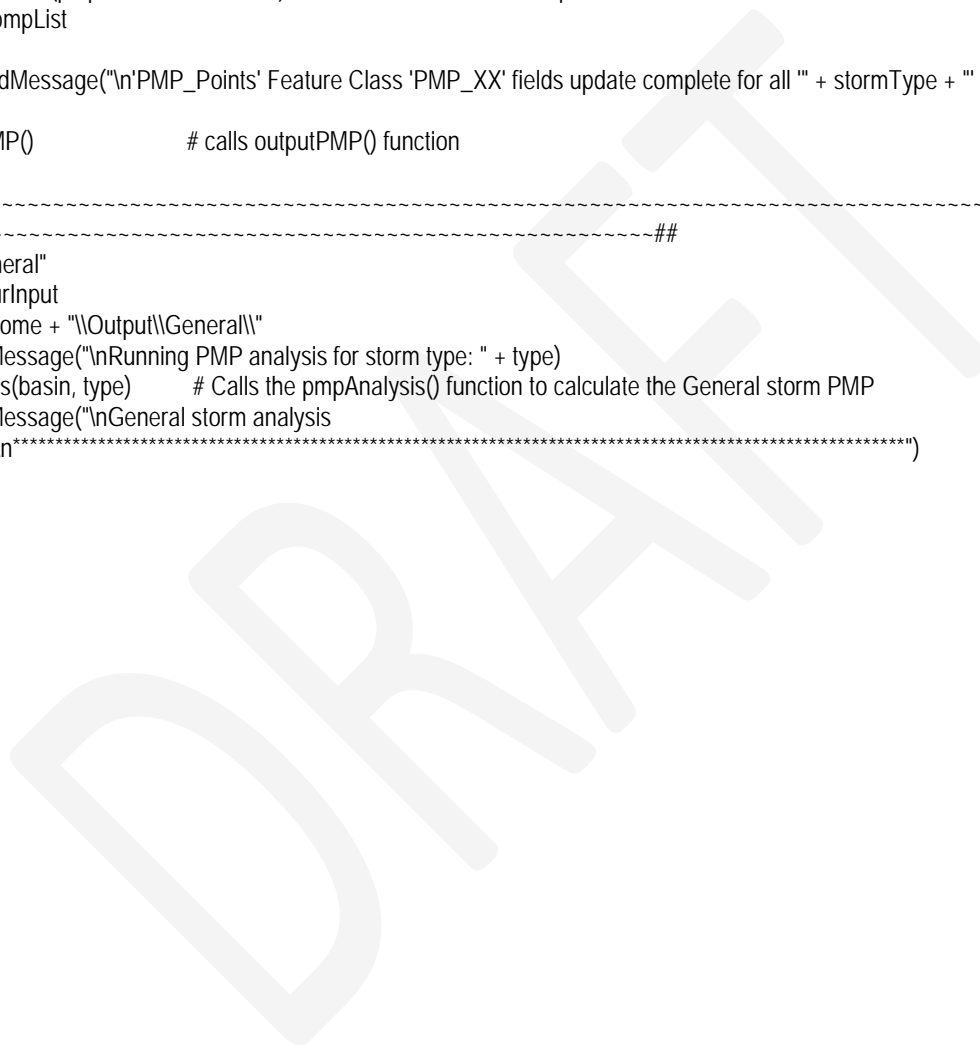 ompList
dMessage("\n'PMP_Points' Feature Class 'PMP_XX' fields update complete for all '" + stormType + "'
MP() # calls outputPMP() function
~~~~~~~~~~~~~~~~~~~~~~~~~~~~~~~~~~~~~~~~~~~~~~~~~~~~~~~~~~~~~~~~~~~~~~~~~~~~~
~~~~~~~~~~~~~~~~~~~~~~~~~~~~~~~~~~~~~~~~~~~~~~~~~~~~~##
neral"
urInput
ome + "\\Output\\General\\"
Message("\nRunning PMP analysis for storm type: " + type)
s(basin, type) # Calls the pmpAnalysis() function to calculate the General storm PMP
Message("\nGeneral storm analysis
\n*********************************************************************************************************")
DRAFT